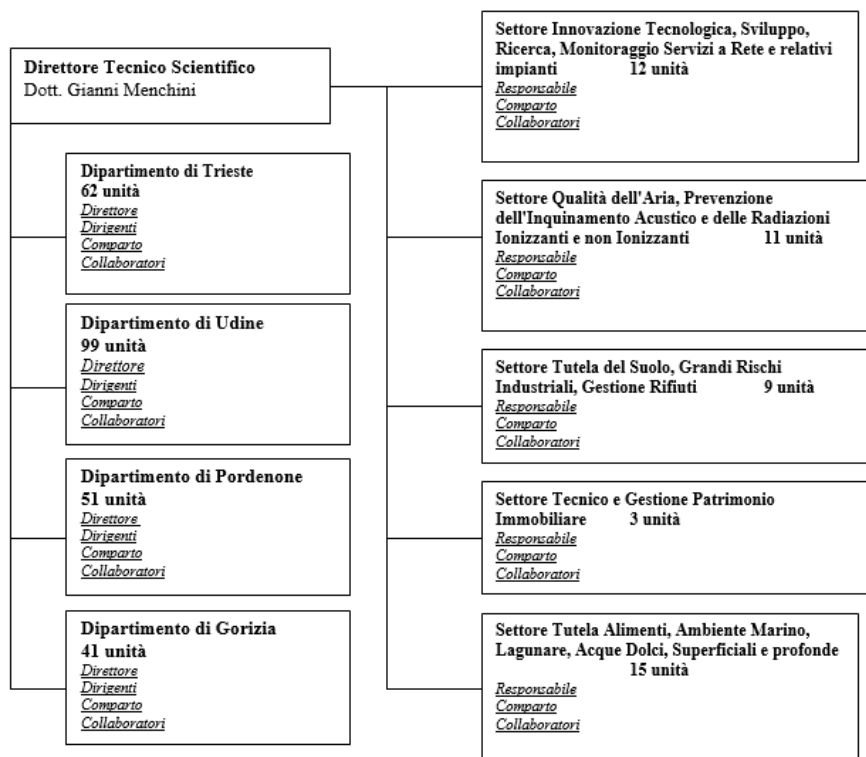 Direttore Tecnico Scientifico
Dott. Gianni Menchini
Dipartimento di Trieste
62 unità
Direttore
Dirigenti
Comparto
Collaboratori
Dipartimento di Udine
99 unità
Direttore
Dirigenti
Comparto
Collaboratori
Dipartimento di Pordenone
51 unità
Direttore
Dirigenti
Comparto
Collaboratori
Dipartimento di Gorizia
41 unità
Direttore
Dirigenti
Comparto
Collaboratori
Settore Innovazione Tecnologica, Sviluppo,
Ricerca, Monitoraggio Servizi a Rete e relativi
impianti 12 unità
Responsabile
Comparto
Collaboratori
Settore Qualità dell'Aria, Prevenzione
dell'Inquinamento Acustico e delle Radiazioni
Ionizzanti e non Ionizzanti 11 unità
Responsabile
Comparto
Collaboratori
Settore Tutela del Suolo, Grandi Rischi
Industriali, Gestione Rifiuti 9 unità
Responsabile
Comparto
Collaboratori
Settore Tecnico e Gestione Patrimonio
Immobiliare 3 unità
Responsabile
Comparto
Collaboratori
Settore Tutela Alimenti, Ambiente Marino,
Lagunare, Acque Dolci, Superficiali e profonde
15 unità
Responsabile
Comparto
Collaboratori